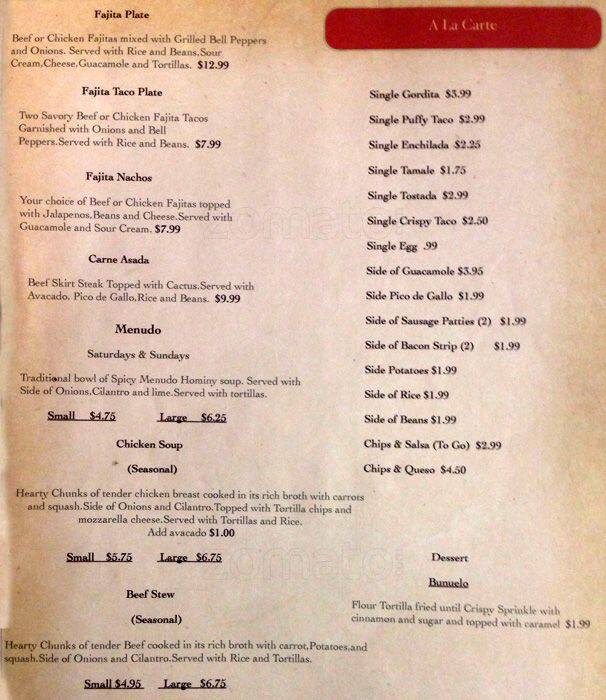 Fajita Plate
Beef or Chicken Fajitas mixed with Grilled Bell Peppers
and Onions. Served with Rice and Beans,Sour
Cream,Cheese,Guacamole and Tortillas. $12.99
Fajita Taco Plate
Two Savory Beef or Chicken Fajita Tacos
Garnished with Onions and Bell
Peppers.Served with Rice and Beans. $7.99
Fajita Nachos
Your choice of Beef or Chicken Fajitas topped
with Jalapenos,Beans and Cheese.Served with
Guacamole and Sour Cream. $7.99
Carne Asada
Beef Skirt Steak Topped with Cactus.Served with
Avacado, Pico de Gallo,Rice and Beans. $9.99
Menudo
Saturdays & Sundays
Traditional bowl of Spicy Menudo Hominy soup. Served with
Side of Onions,Cilantro and lime.Served with tortillas.
Small $4.75 Large $6.25
Chicken Soup
(Seasonal)
Hearty Chunks of tender chicken breast cooked in its rich broth with carrots
and squash.Side of Onions and Cilantro.Topped with Tortilla chips and
mozzarella cheese.Served with Tortillas and Rice.
Add avacado $1.00
Small $5.75 Large $6.75
Beef Stew
(Seasonal)
Hearty Chunks of tender Beef cooked in its rich broth with carrot,Potatoes,and
squash.Side of Onions and Cilantro.Served with Rice and Tortillas.
Small $4.95 Large $6.75
A La Carte
Single Gordita $3.99
Single Puffy Taco $2.99
Single Enchilada $2.25
Single Tamale $1.75
Single Tostada $2.99
Single Crispy Taco $2.50
Single Egg .99
Side of Guacamole $3.95
Side Pico de Gallo $1.99
Side of Sausage Patties (2) $1.99
Side of Bacon Strip (2) $1.99
Side Potatoes $1.99
Side of Rice $1.99
Side of Beans $1.99
Chips & Salsa (To Go) $2.99
Chips & Queso $4.50
Dessert
Bunuelo
Flour Tortilla fried until Crispy Sprinkle with
cinnamon and sugar and topped with caramel $1.99
zomato
zomato